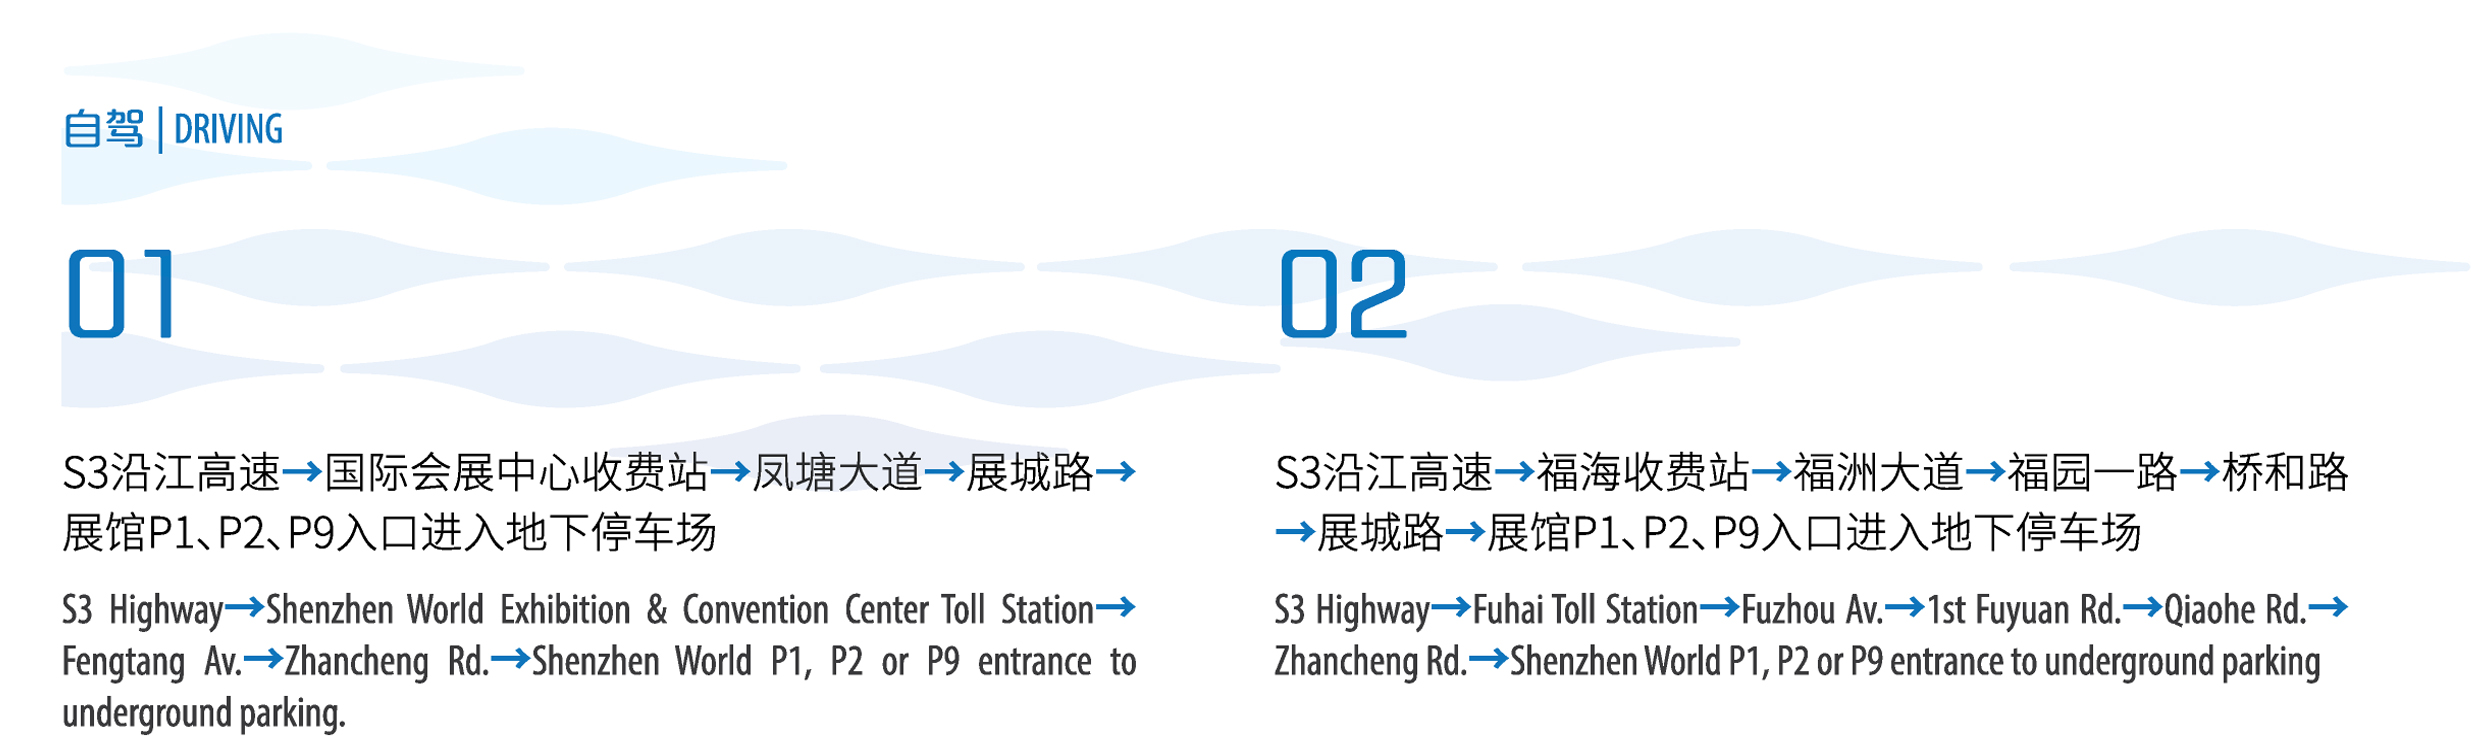 自驾 | DRIVING
01
S3沿江高速→国际会展中心收费站→凤塘大道→展城路→
展馆P1、P2、P9入口进入地下停车场
S3 Highway→Shenzhen World Exhibition & Convention Center Toll Station→
Fengtang Av.→Zhancheng Rd.→Shenzhen World P1, P2 or P9 entrance to
underground parking.
02
S3沿江高速→福海收费站→福洲大道→福园一路→桥和路
→展城路→展馆P1、P2、P9入口进入地下停车场
S3 Highway→Fuhai Toll Station→Fuzhou Av.→1st Fuyuan Rd.→Qiaohe Rd.→
Zhancheng Rd.→Shenzhen World P1, P2 or P9 entrance to underground parking